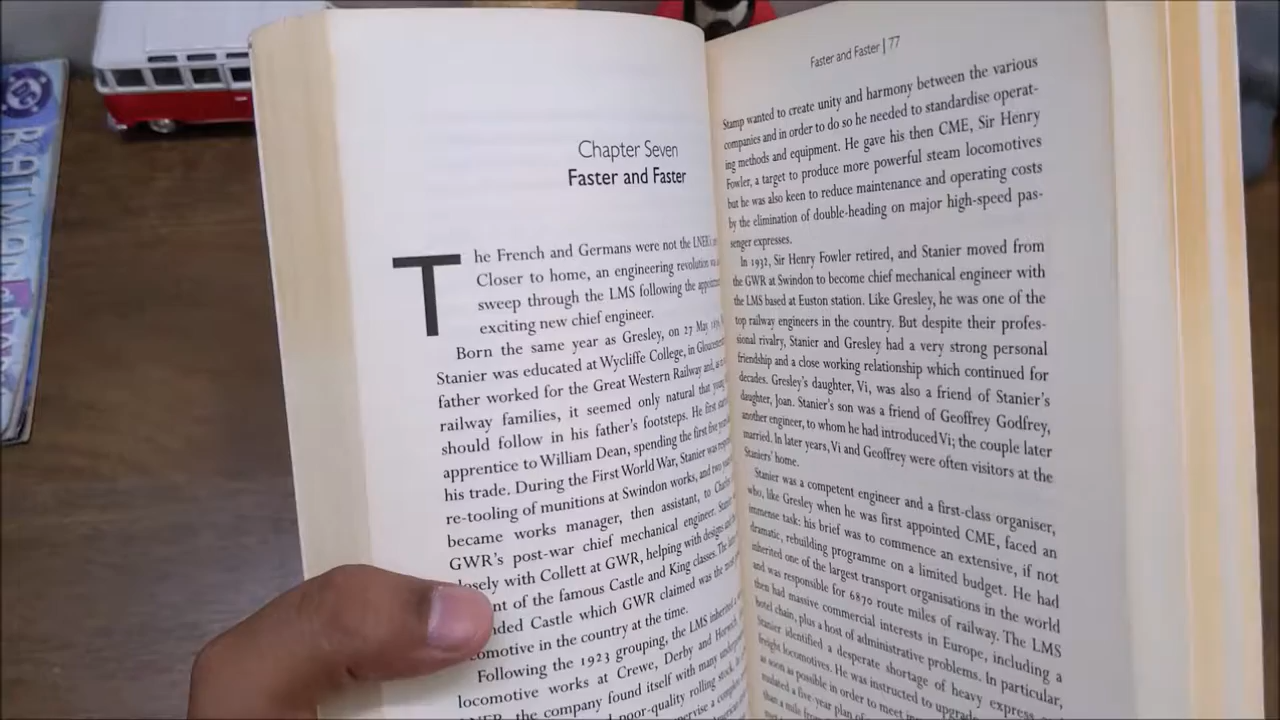 Chapter Seven
Faster and Faster
The French and Germans were not the LNER's
Closer to home, an engineering revolution
sweep through the LMS following the
exciting new chief engineer.
Born the same year as Gresley, on 27 May
Stanier was educated at Wycliffe College, in
father worked for the Great Western Railway and,
railway families, it seemed only natural that
should follow in his father's footsteps. He first
apprentice to William Dean, spending the first five
his trade. During the First World War, Stanier was
re-tooling of munitions at Swindon works, and two
became works manager, then assistant, to
GWR's post-war chief mechanical engineer.
closely with Collett at GWR, helping with designs
of the famous Castle and King classes. The
Castle which GWR claimed was the most
in the country at the time.
Following the 1923 grouping, the LMS inherited
locomotive works at Crewe, Derby and Horwich,
the company found itself with many
poor-quality rolling stock.
Faster and Faster | 77
Stamp wanted to create unity and harmony between the various
companies and in order to do so he needed to standardise operat-
ing methods and equipment. He gave his then CME, Sir Henry
Fowler, a target to produce more powerful steam locomotives
but he was also keen to reduce maintenance and operating costs
by the elimination of double-heading on major high-speed pas-
senger expresses.
In 1932, Sir Henry Fowler retired, and Stanier moved from
the GWR at Swindon to become chief mechanical engineer with
the LMS based at Euston station. Like Gresley, he was one of the
top railway engineers in the country. But despite their profes-
sional rivalry, Stanier and Gresley had a very strong personal
friendship and a close working relationship which continued for
decades. Gresley's daughter, Vi, was also a friend of Stanier's
daughter, Joan. Stanier's son was a friend of Geoffrey Godfrey,
another engineer, to whom he had introduced Vi; the couple later
married. In later years, Vi and Geoffrey were often visitors at the
Staniers' home.
Stanier was a competent engineer and a first-class organiser,
who, like Gresley when he was first appointed CME, faced an
immense task: his brief was to commence an extensive, if not
dramatic, rebuilding programme on a limited budget. He had
inherited one of the largest transport organisations in the world
and was responsible for 6870 route miles of railway. The LMS
then had massive commercial interests in Europe, including a
hotel chain, plus a host of administrative problems. In particular,
Stanier identified a desperate shortage of heavy express
freight locomotives. He was instructed to upgrade
as soon as possible in order to meet
a five-year plan of
than a mile
DC
BATMAN